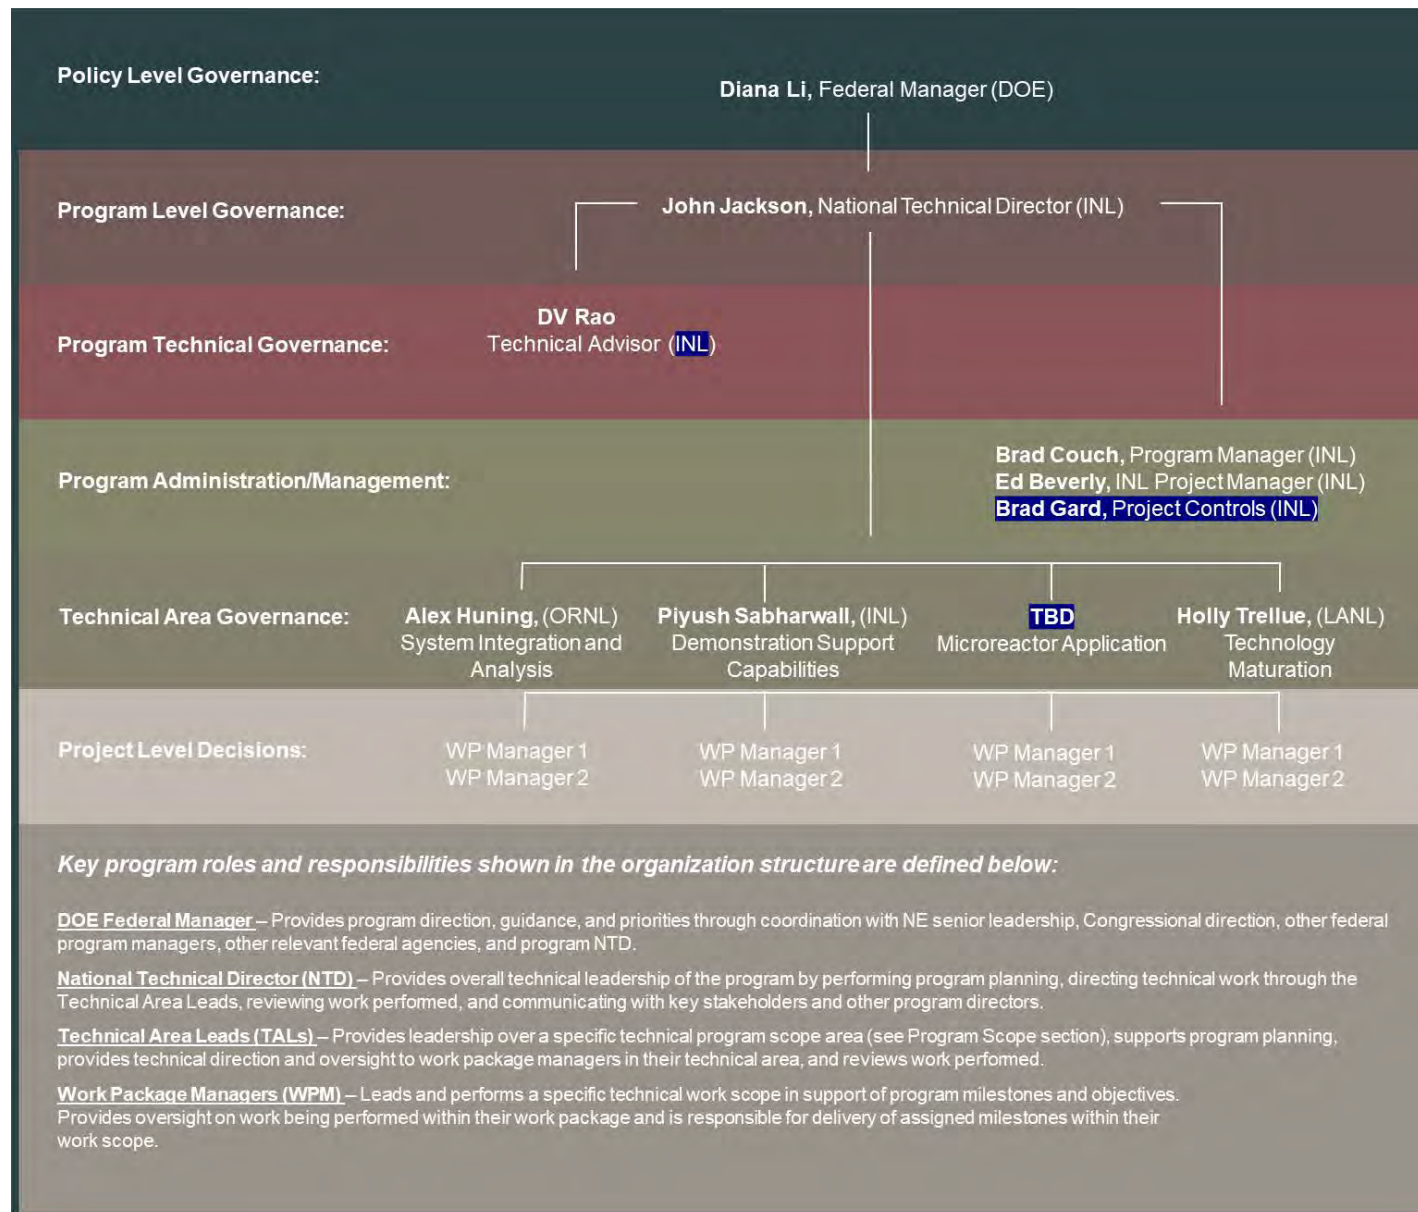 Policy Level Governance:
Diana Li, Federal Manager (DOE)
Program Level Governance:
John Jackson, National Technical Director (INL)
Program Technical Governance:
DV Rao
Technical Advisor (INL)
Program Administration/Management:
Brad Couch, Program Manager (INL)
Ed Beverly, INL Project Manager (INL)
Brad Gard, Project Controls (INL)
Technical Area Governance:
Alex Huning, (ORNL)
System Integration and
Analysis
Piyush Sabharwall, (INL)
Demonstration Support
Capabilities
TBD
Microreactor Application
Holly Trellue, (LANL)
Technology
Maturation
Project Level Decisions:
WP Manager 1
WP Manager 2
WP Manager 1
WP Manager 2
WP Manager 1
WP Manager 2
WP Manager 1
WP Manager 2
Key program roles and responsibilities shown in the organization structure are defined below:
DOE Federal Manager – Provides program direction, guidance, and priorities through coordination with NE senior leadership, Congressional direction, other federal
program managers, other relevant federal agencies, and program NTD.
National Technical Director (NTD) – Provides overall technical leadership of the program by performing program planning, directing technical work through the
Technical Area Leads, reviewing work performed, and communicating with key stakeholders and other program directors.
Technical Area Leads (TALs) – Provides leadership over a specific technical program scope area (see Program Scope section), supports program planning,
provides technical direction and oversight to work package managers in their technical area, and reviews work performed.
Work Package Managers (WPM) – Leads and performs a specific technical work scope in support of program milestones and objectives.
Provides oversight on work being performed within their work package and is responsible for delivery of assigned milestones within their
work scope.